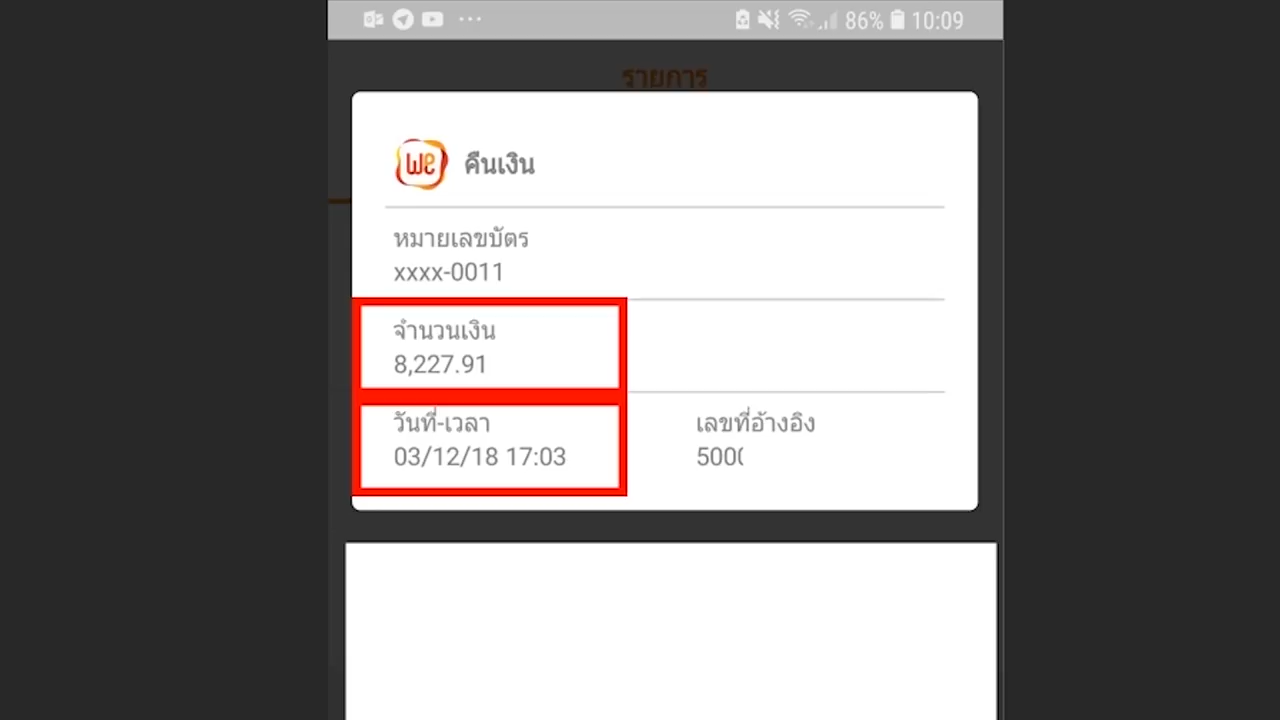 86% 10:09
รายการ
we คืนเงิน
หมายเลขบัตร
xxxx-0011
จำนวนเงิน
8,227.91
วันที่-เวลา
03/12/18 17:03
เลขที่อ้างอิง
5000